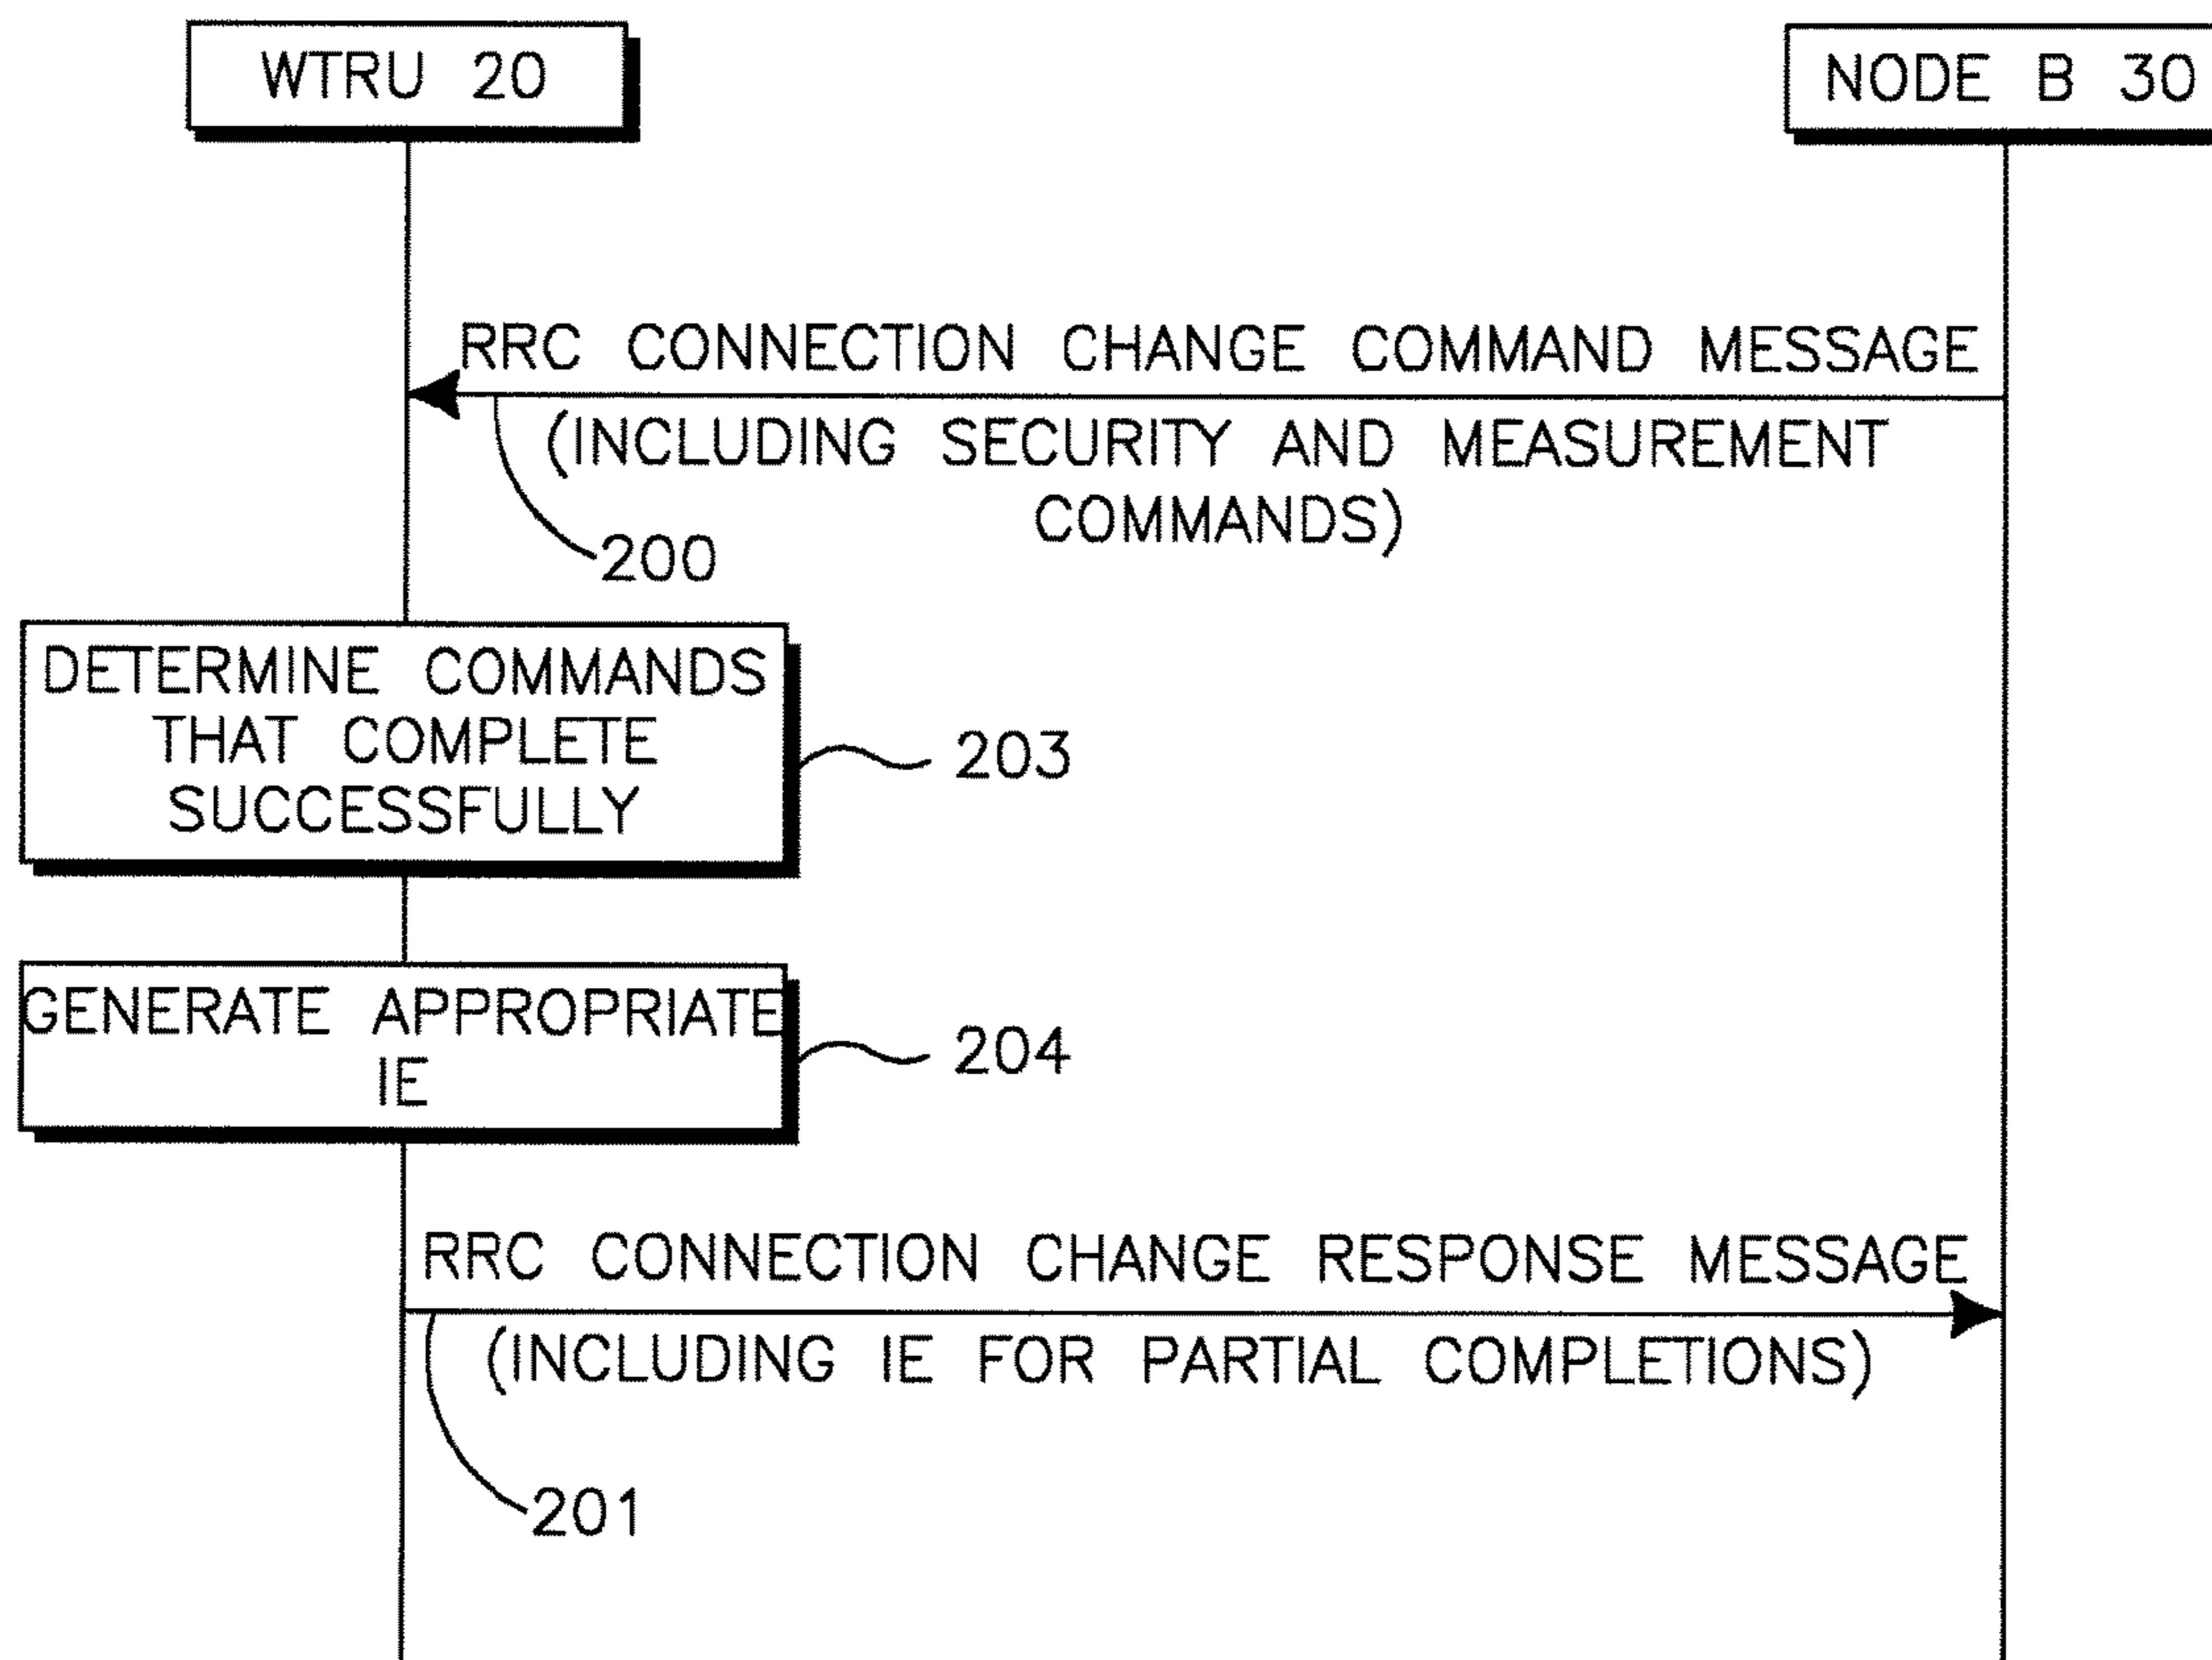 WTRU 20
NODE B 30
RRC CONNECTION CHANGE COMMAND MESSAGE
(INCLUDING SECURITY AND MEASUREMENT
COMMANDS)
200
DETERMINE COMMANDS
THAT COMPLETE
SUCCESSFULLY
203
GENERATE APPROPRIATE
IE
204
RRC CONNECTION CHANGE RESPONSE MESSAGE
(INCLUDING IE FOR PARTIAL COMPLETIONS)
201